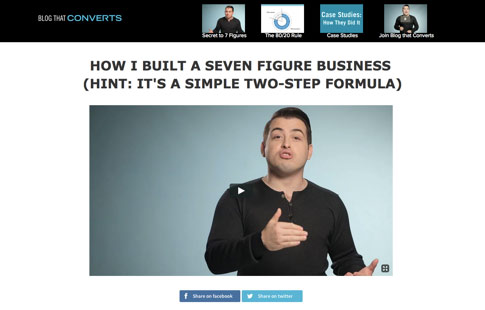 BLOG THAT CONVERTS
Case Studies:
How They Did It
Secret to 7 Figures
The 80/20 Rule
Case Studies
Join Blog that Converts
HOW I BUILT A SEVEN FIGURE BUSINESS
(HINT: IT'S A SIMPLE TWO-STEP FORMULA)
Share on facebook
Share on twitter